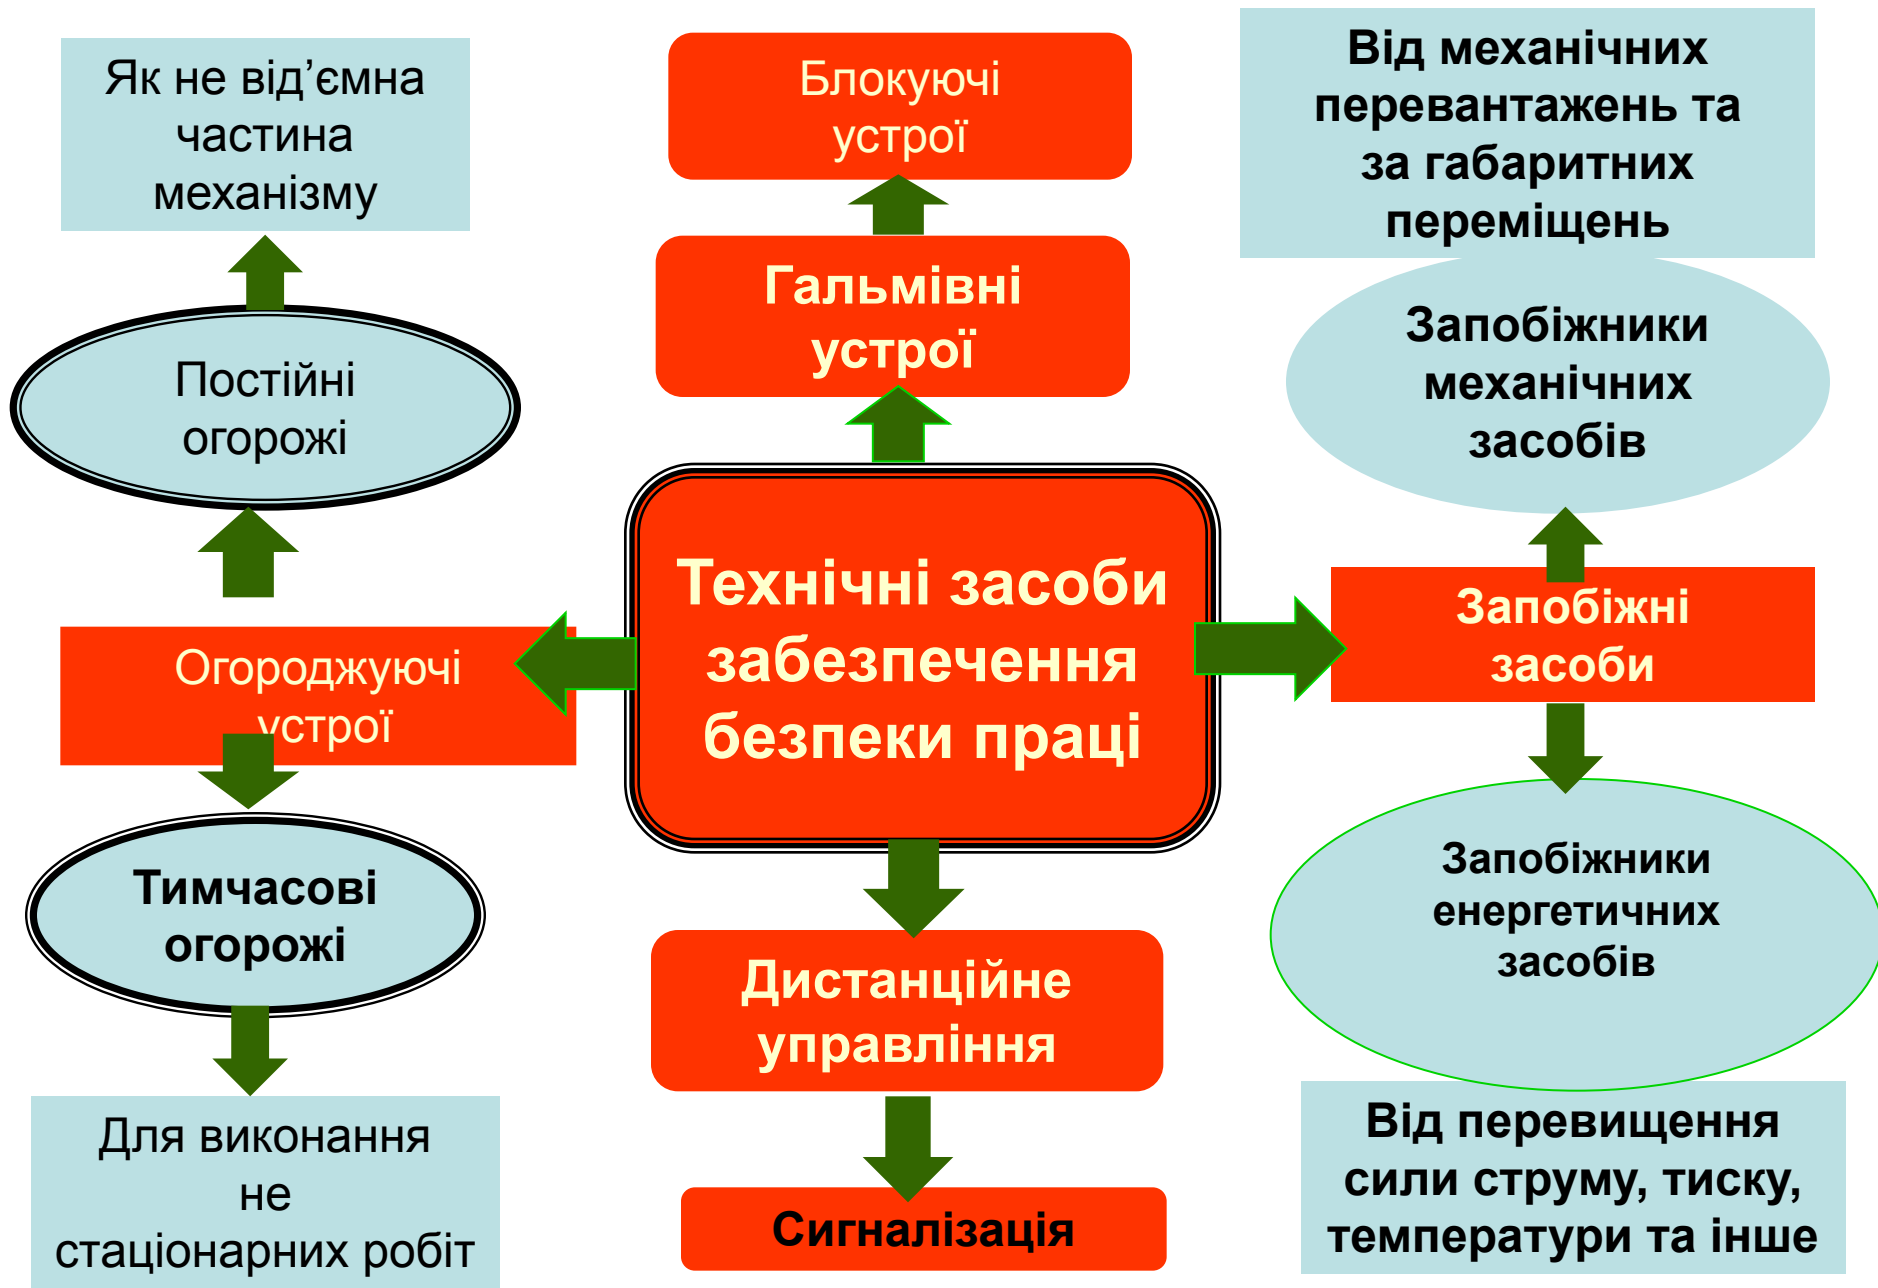 Як не від’ємна
частина
механізму
Постійні
огорожі
Огороджуючі
устрої
Тимчасові
огорожі
Для виконання
не
стаціонарних робіт
Блокуючі
устрої
Гальмівні
устрої
Технічні засоби
забезпечення
безпеки праці
Дистанційне
управління
Сигналізація
Від механічних
перевантажень та
за габаритних
переміщень
Запобіжники
механічних
засобів
Запобіжні
засоби
Запобіжники
енергетичних
засобів
Від перевищення
сили струму, тиску,
температури та інше